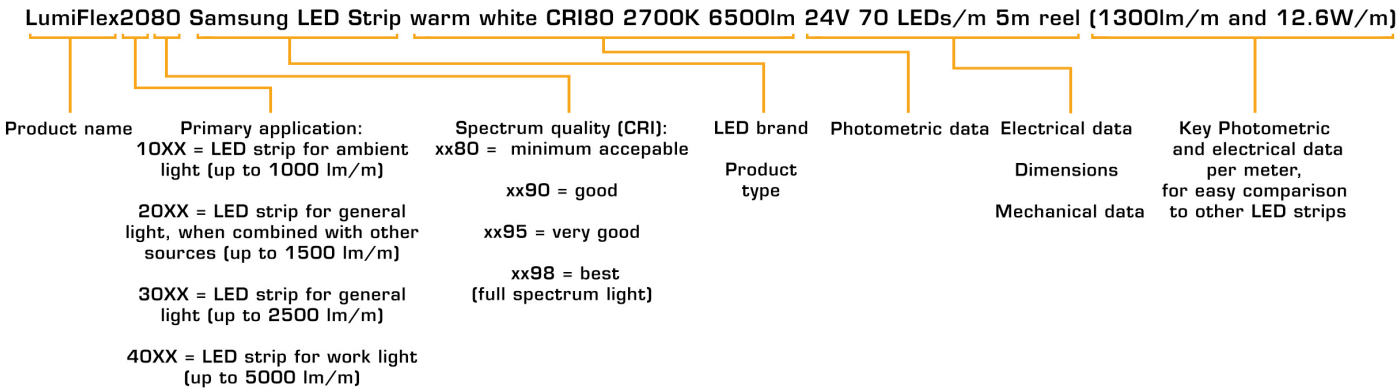 LumiFlex2080 Samsung LED Strip warm white CRI80 2700K 6500lm 24V 70 LEDs/m 5m reel (1300lm/m and 12.6W/m)
Product name
Primary application:
10XX = LED strip for ambient
light (up to 1000 lm/m)
20XX = LED strip for general
light, when combined with other
sources (up to 1500 lm/m)
30XX = LED strip for general
light (up to 2500 lm/m)
40XX = LED strip for work light
(up to 5000 lm/m)
Spectrum quality (CRI):
xx80 = minimum accepable
xx90 = good
xx95 = very good
xx98 = best
(full spectrum light)
LED brand
Product
type
Photometric data
Electrical data
Dimensions
Mechanical data
Key Photometric
and electrical data
per meter,
for easy comparison
to other LED strips